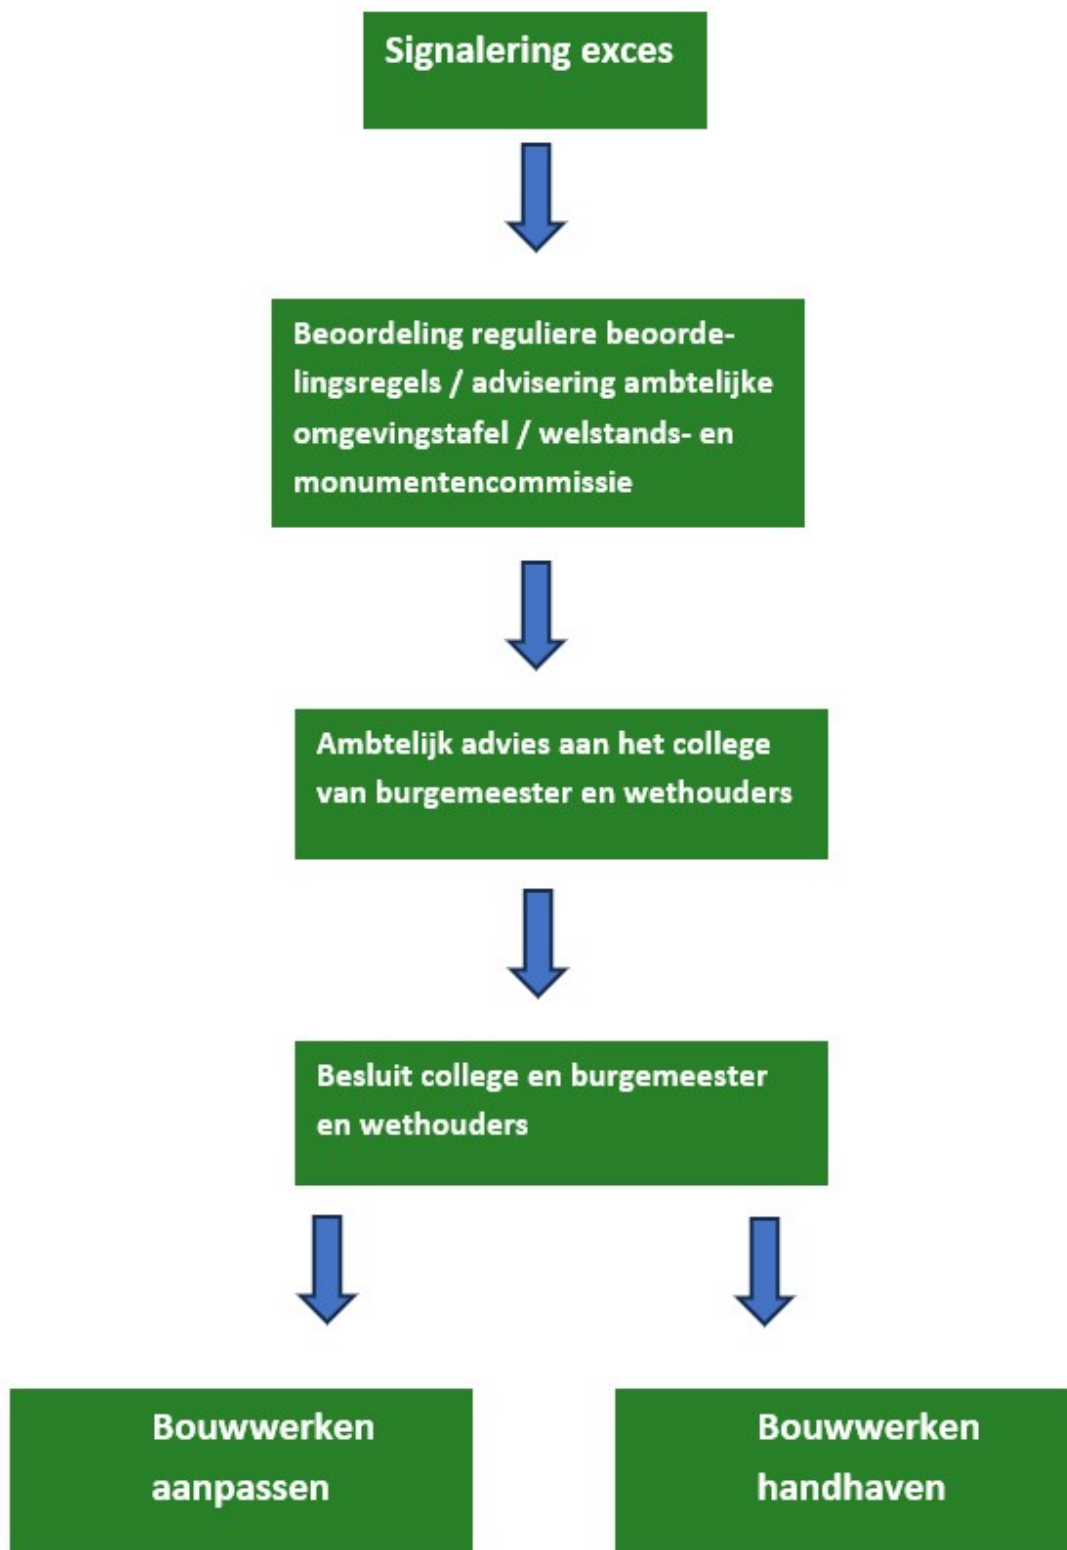 Signalering exces
Beoordeling reguliere beoorde-
lingsregels / advisering ambtelijke
omgevingstafel / welstands- en
monumentencommissie
Ambtelijk advies aan het college
van burgemeester en wethouders
Besluit college en burgemeester
en wethouders
Bouwwerken
aanpassen
Bouwwerken
handhaven